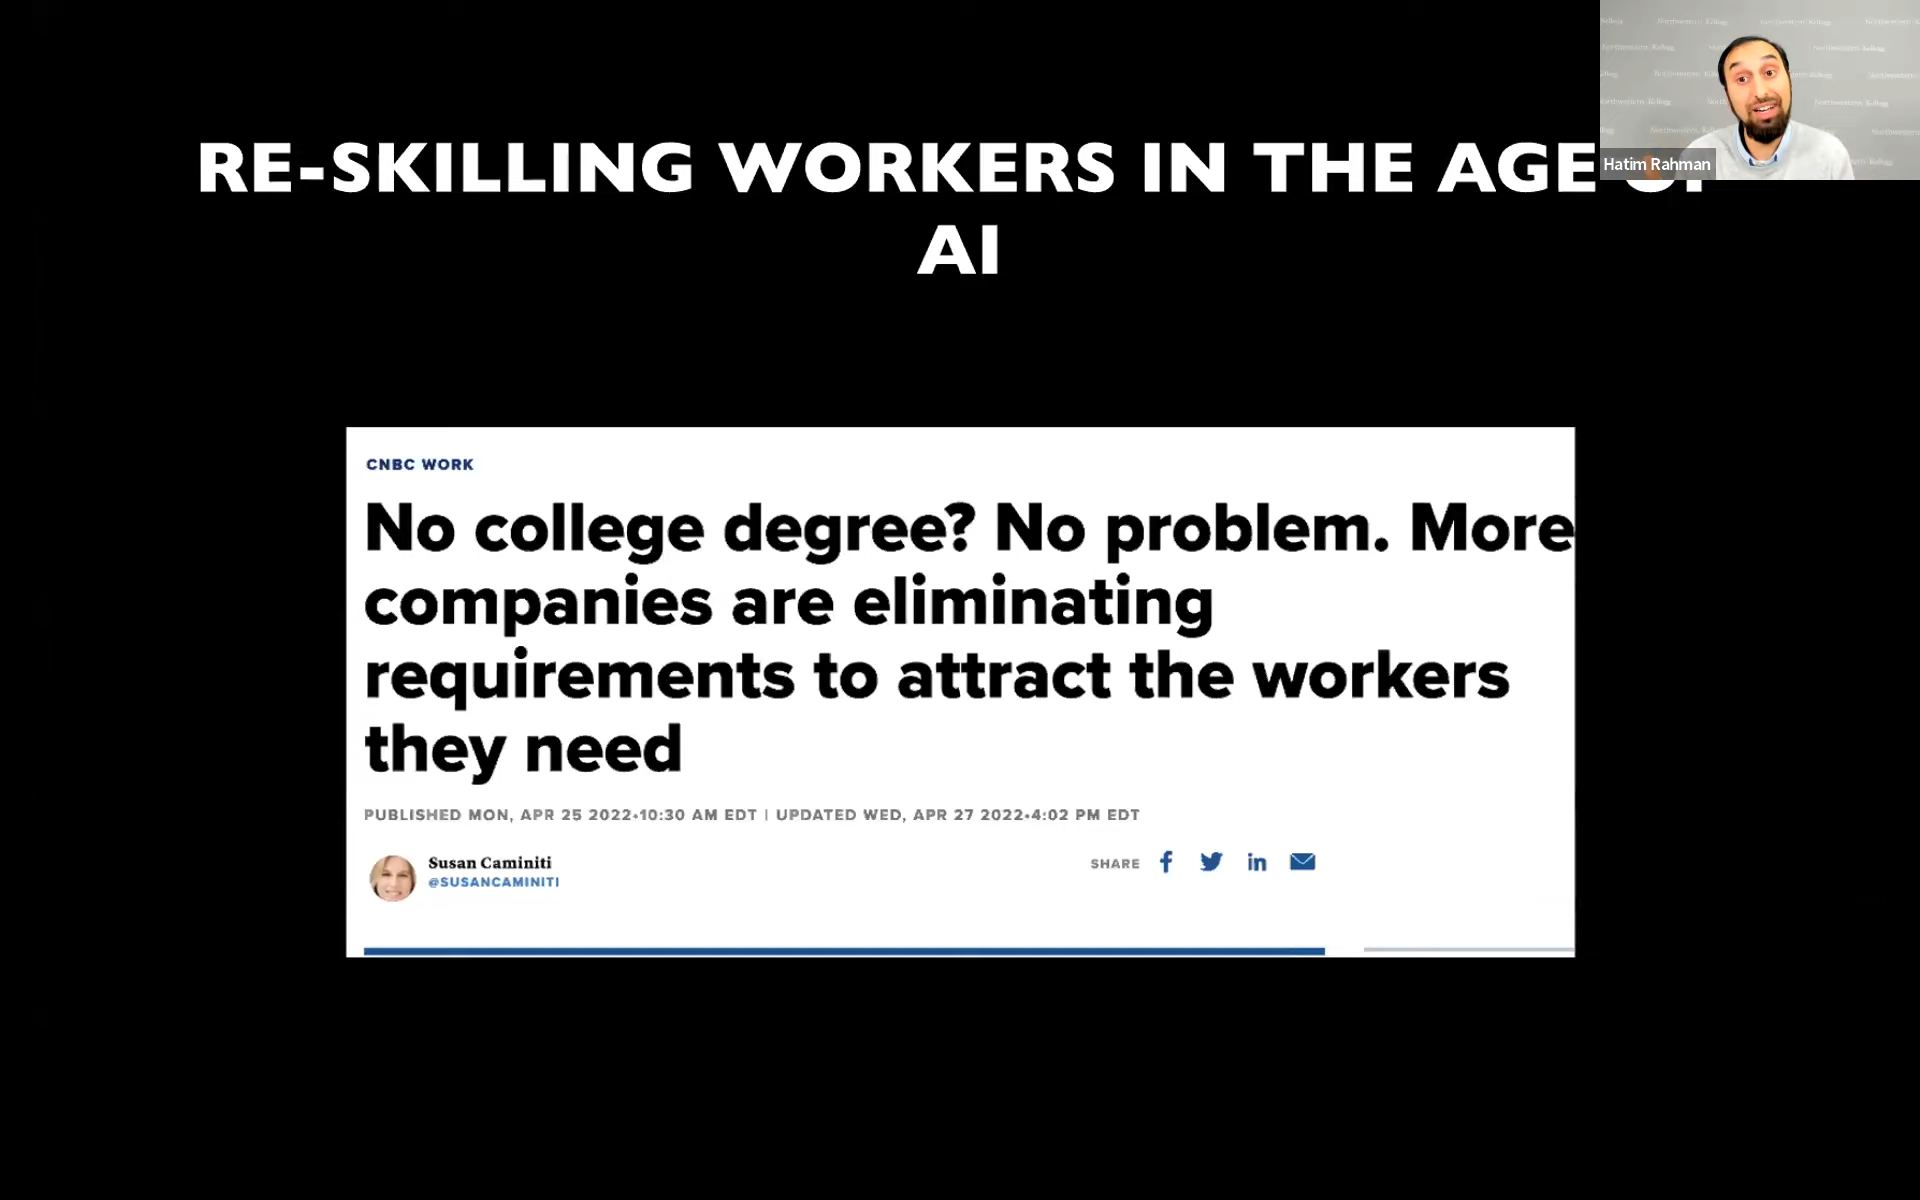 RE-SKILLING WORKERS IN THE AGE
AI
Hatim Rahman
Northwestern Kellogg
CNBC WORK
No college degree? No problem. More
companies are eliminating
requirements to attract the workers
they need
PUBLISHED MON, APR 25 2022•10:30 AM EDT | UPDATED WED, APR 27 2022•4:02 PM EDT
Susan Caminiti
@SUSANCAMINITI
SHARE